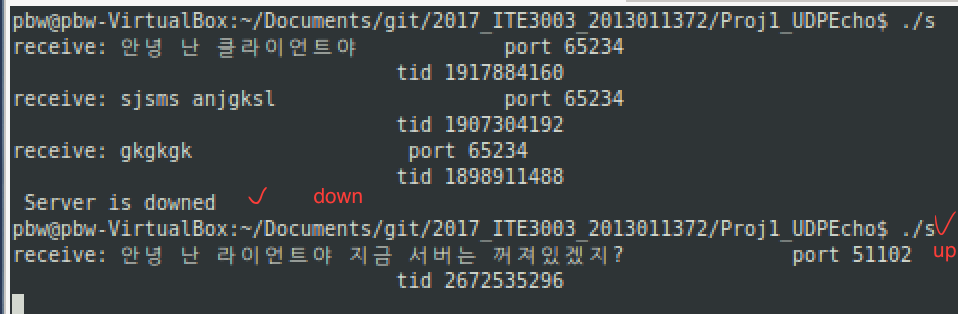 pbw@pbw-VirtualBox:~/Documents/git/2017_ITE3003_2013011372/Proj1_UDPEcho$ ./s
receive: 안녕 난 클라이언트야 port 65234
tid 1917884160
receive: sjsms anjgksl port 65234
tid 1907304192
receive: gkgkgk port 65234
tid 1898911488
Server is downed down
pbw@pbw-VirtualBox:~/Documents/git/2017_ITE3003_2013011372/Proj1_UDPEcho$ ./s
receive: 안녕 난 라이언트야 지금 서버는 꺼져있겠지? port 51102 up
tid 2672535296